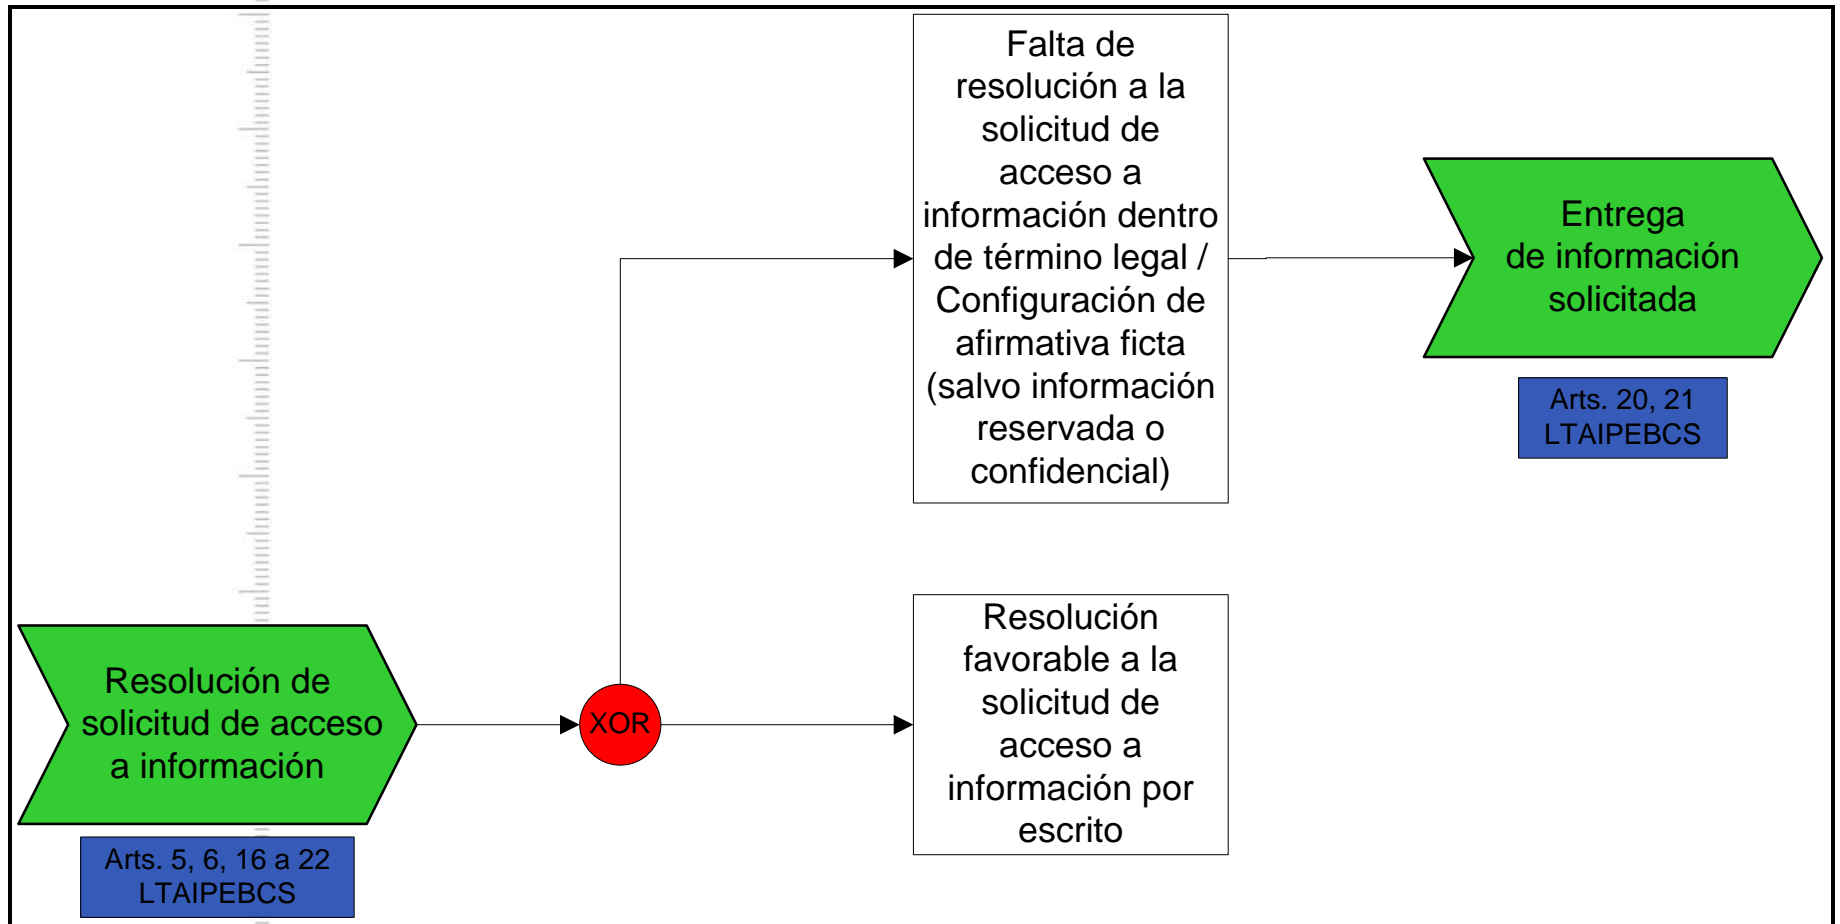 Falta de
resolución a la
solicitud de
acceso a
información dentro
de término legal /
Configuración de
afirmativa ficta
(salvo información
reservada o
confidencial)
Entrega
de información
solicitada
Arts. 20, 21
LTAIPEBCS
Resolución de
solicitud de acceso
a información
XOR
Resolución
favorable a la
solicitud de
acceso a
información por
escrito
Arts. 5, 6, 16 a 22
LTAIPEBCS